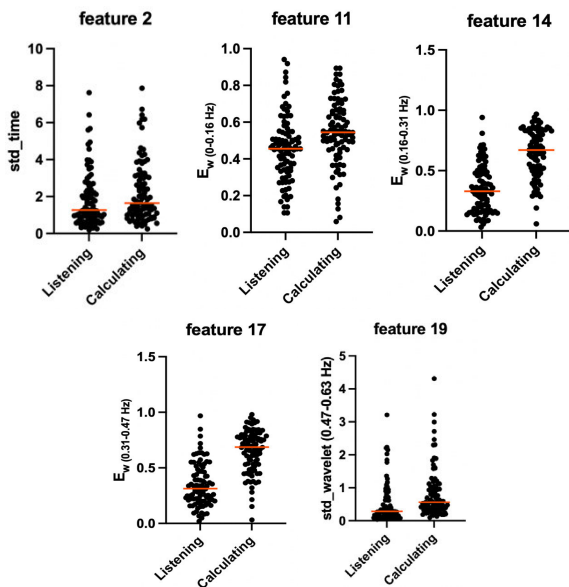 feature 2
std_time
10
8
6
4
2
0
Listening
Calculating
feature 11
E_w (0-0.16 Hz)
1.0
0.8
0.6
0.4
0.2
0.0
Listening
Calculating
feature 14
E_w (0.16-0.31 Hz)
1.5
1.0
0.5
0.0
Listening
Calculating
feature 17
E_w (0.31-0.47 Hz)
1.5
1.0
0.5
0.0
Listening
Calculating
feature 19
std_wavelet (0.47-0.63 Hz)
5
4
3
2
1
0
Listening
Calculating